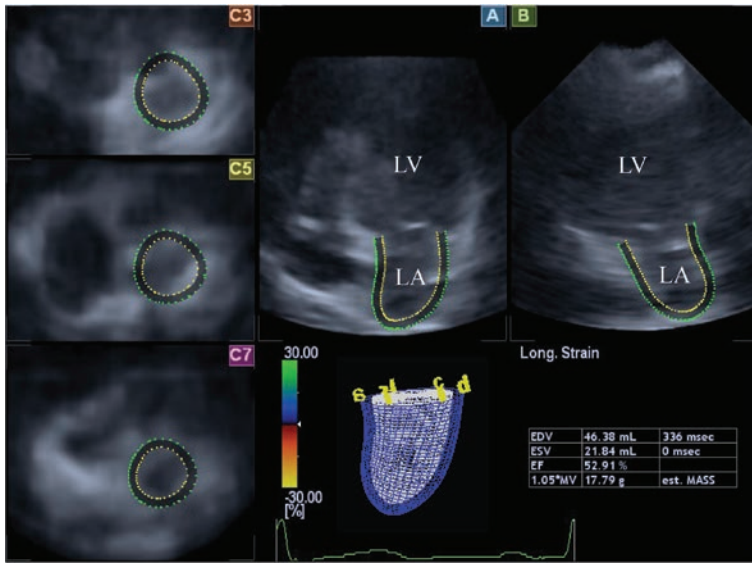 C3
A
B
LV
LV
LA
LA
C5
C7
30.00
-30.00
[%]
Long. Strain
EDV 46.38 mL 336 msec
ESV 21.84 mL 0 msec
EF 52.91 %
1.05*MV 17.79 g est. MASS